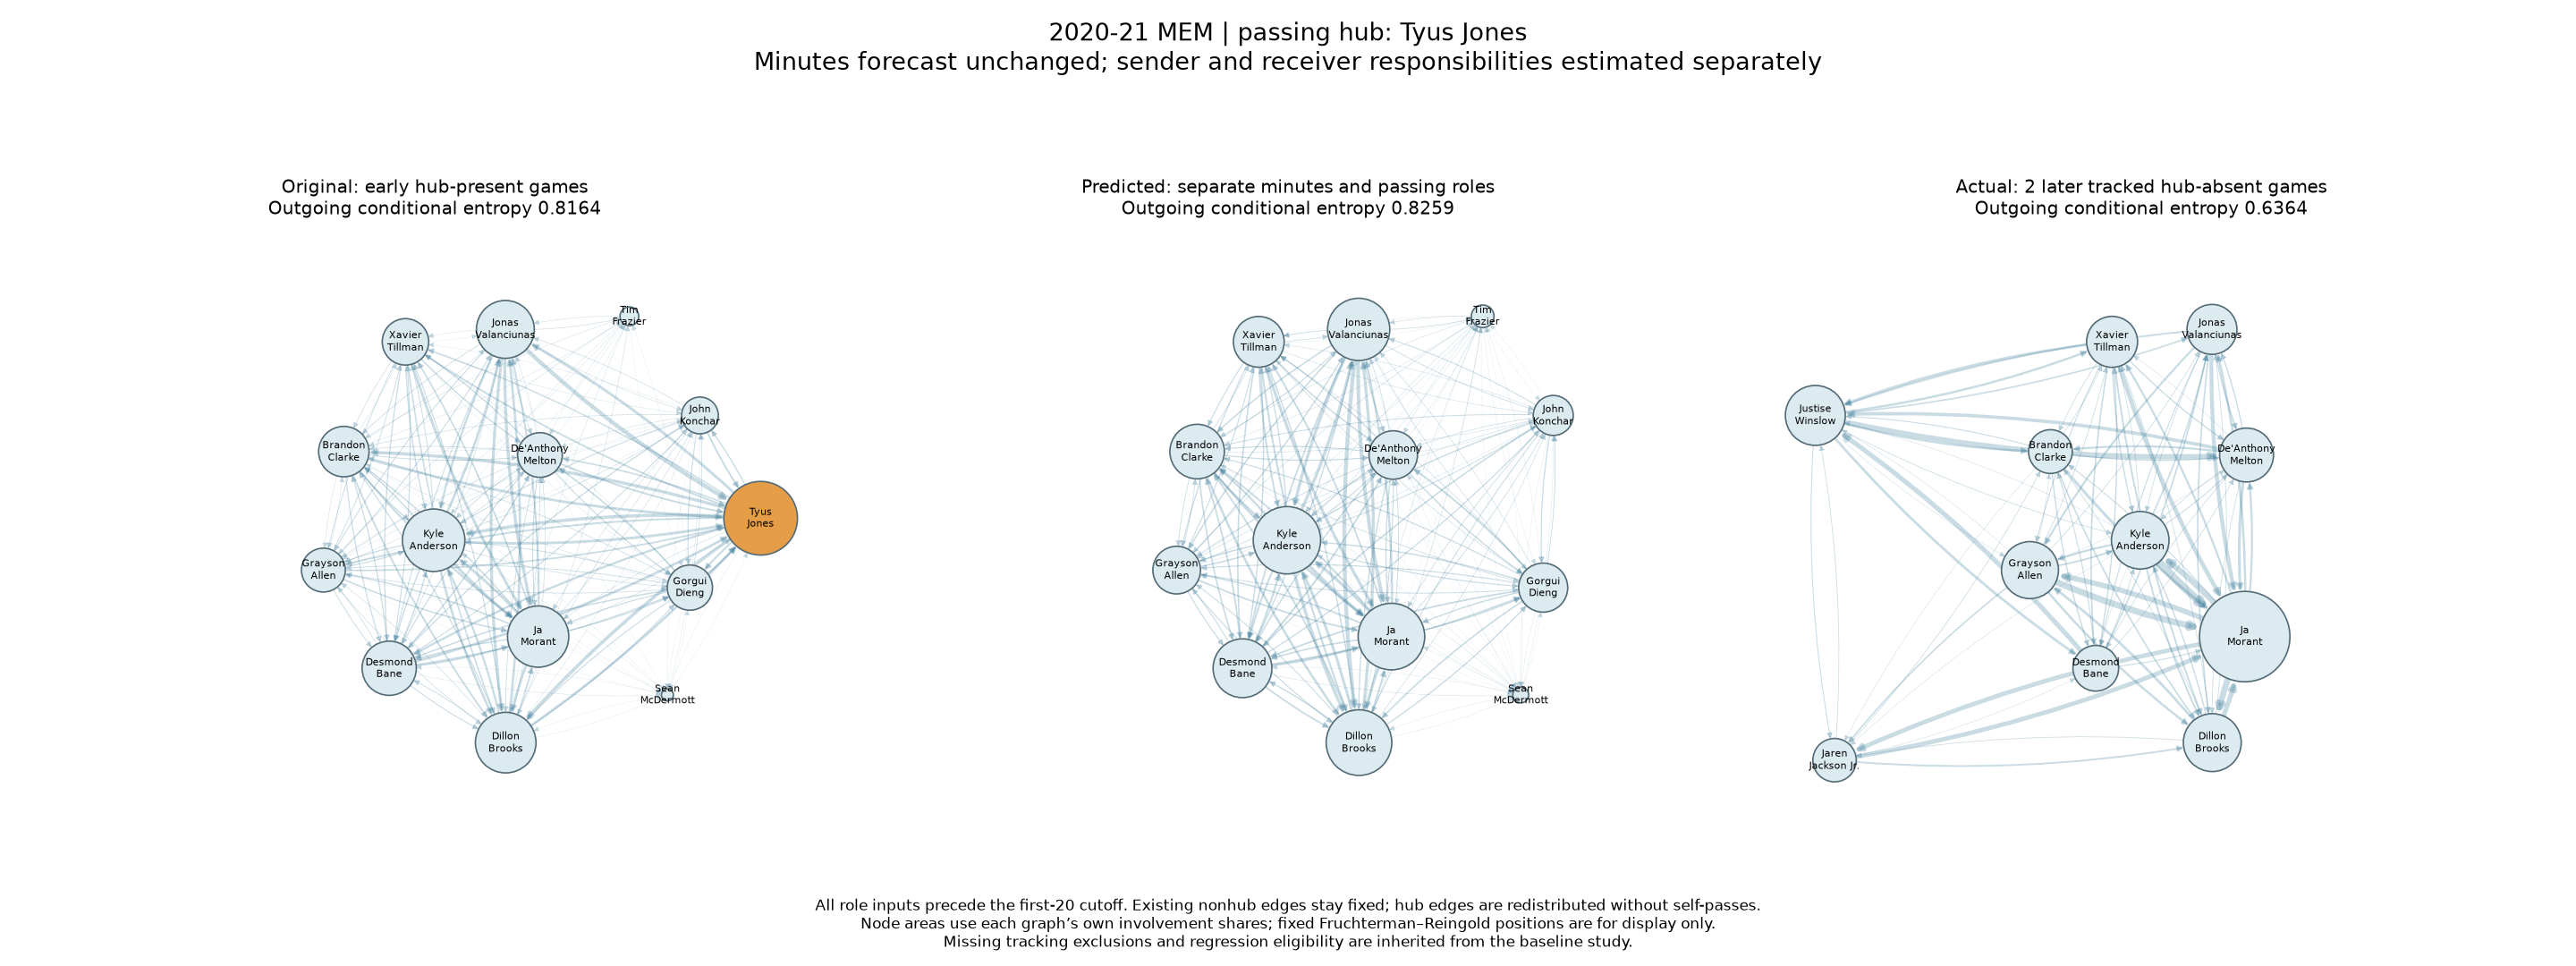 2020-21 MEM | passing hub: Tyus Jones
Minutes forecast unchanged; sender and receiver responsibilities estimated separately
Original: early hub-present games
Outgoing conditional entropy 0.8164
Tim
Frazier
Jonas
Valanciunas
Xavier
Tillman
John
Konchar
Brandon
Clarke
De'Anthony
Melton
Tyus
Jones
Kyle
Anderson
Grayson
Allen
Gorgui
Dieng
Ja
Morant
Desmond
Bane
Sean
McDermott
Dillon
Brooks
Predicted: separate minutes and passing roles
Outgoing conditional entropy 0.8259
Tim
Frazier
Jonas
Valanciunas
Xavier
Tillman
John
Konchar
Brandon
Clarke
De'Anthony
Melton
Kyle
Anderson
Grayson
Allen
Gorgui
Dieng
Ja
Morant
Desmond
Bane
Sean
McDermott
Dillon
Brooks
Actual: 2 later tracked hub-absent games
Outgoing conditional entropy 0.6364
Jonas
Valanciunas
Xavier
Tillman
Justise
Winslow
Brandon
Clarke
De'Anthony
Melton
Kyle
Anderson
Grayson
Allen
Ja
Morant
Desmond
Bane
Dillon
Brooks
Jaren
Jackson Jr.
All role inputs precede the first-20 cutoff. Existing nonhub edges stay fixed; hub edges are redistributed without self-passes.
Node areas use each graph’s own involvement shares; fixed Fruchterman–Reingold positions are for display only.
Missing tracking exclusions and regression eligibility are inherited from the baseline study.